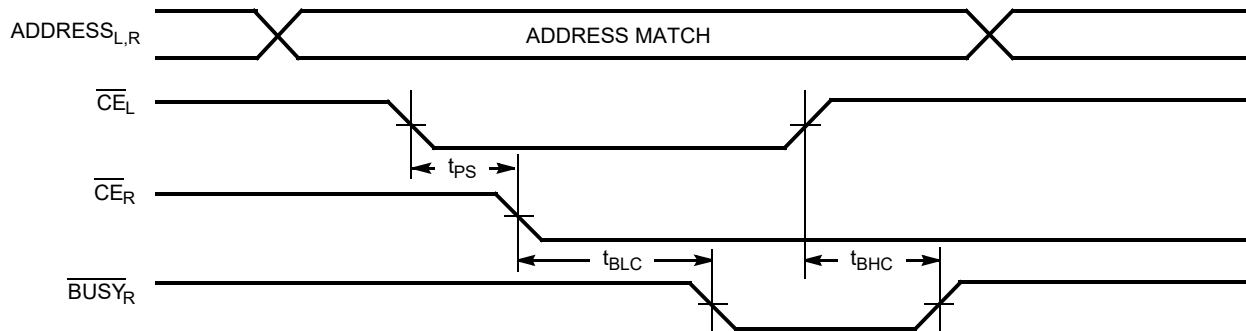 ADDRESSL,R
ADDRESS MATCH
CEL
tPS
CER
tBLC
tBHC
BUSYR